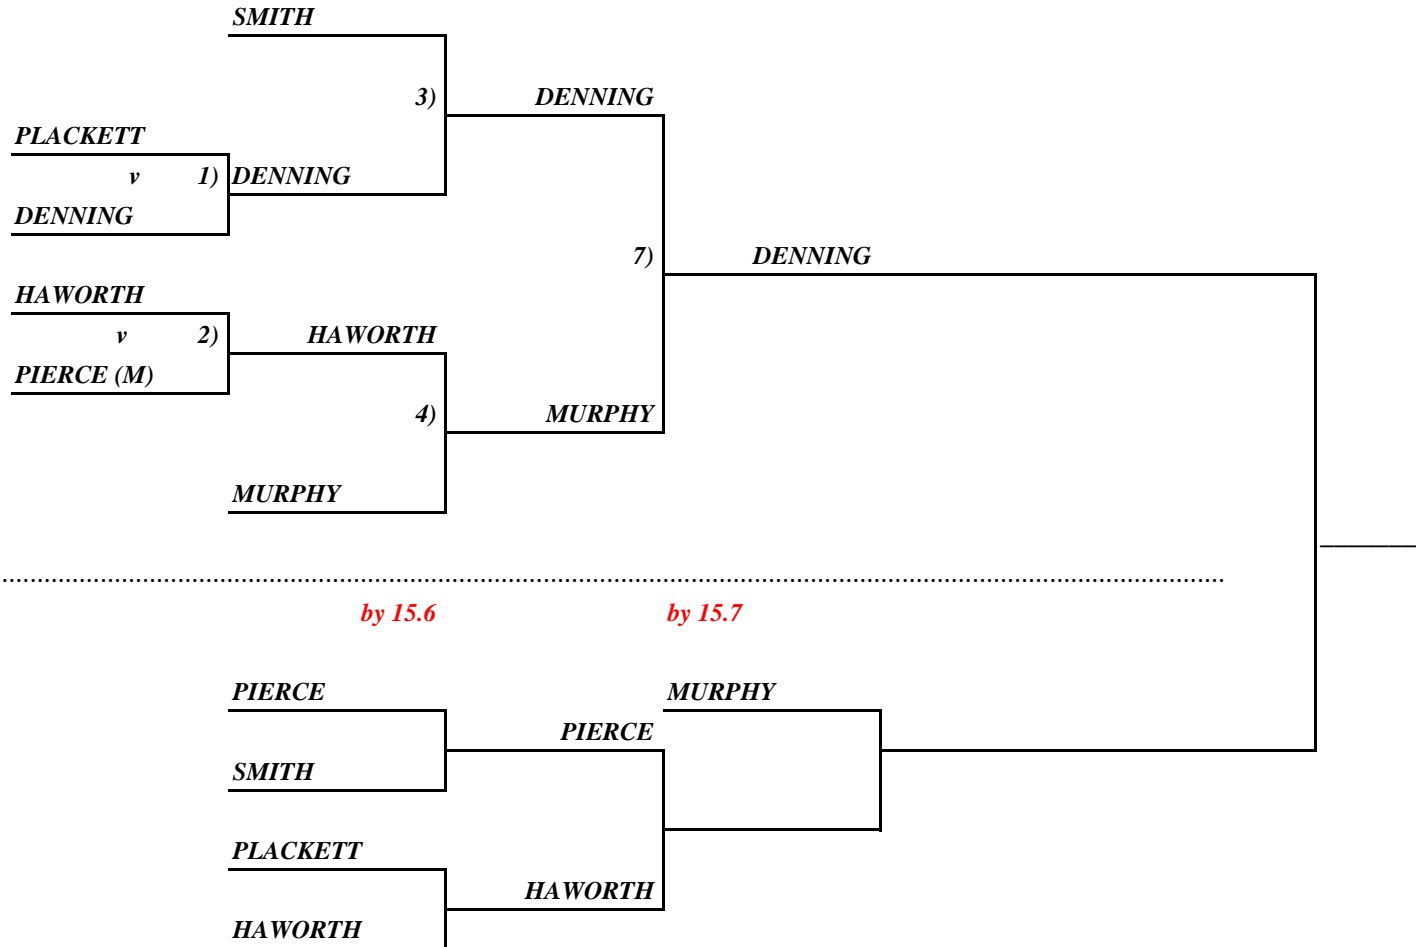 SMITH
3) DENNING
PLACKETT
v 1) DENNING
DENNING
7) DENNING
HAWORTH
v 2) HAWORTH
PIERCE (M)
4) MURPHY
MURPHY
by 15.6 by 15.7
PIERCE MURPHY
PIERCE
SMITH
PLACKETT
HAWORTH
HAWORTH